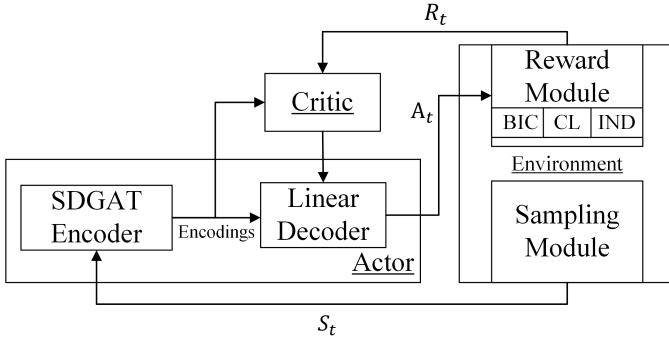 R_t
Reward
Module
Critic
A_t
BIC CL IND
Environment
SDGAT
Encoder
Encodings
Linear
Decoder
Sampling
Module
Actor
S_t